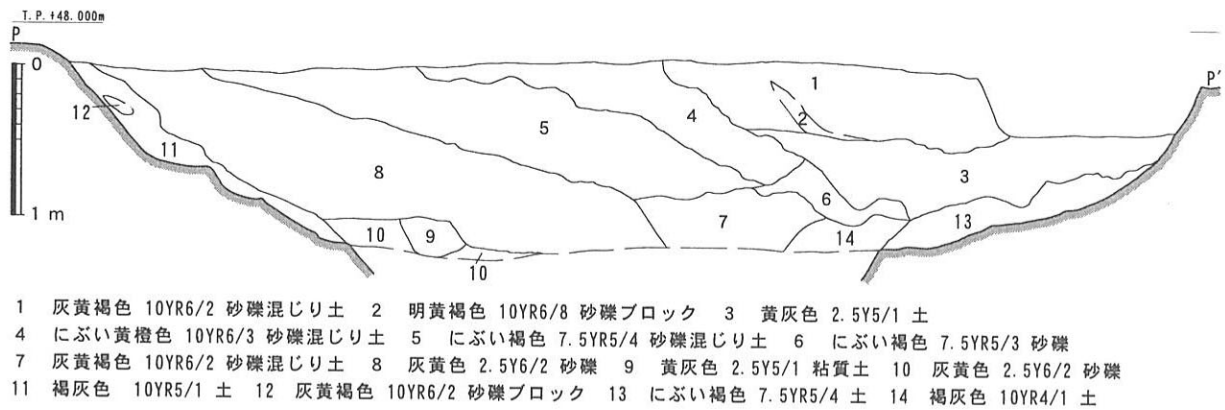 T.P.+48.000m
P
P'
0
1
12
2
4
5
11
8
3
6
7
13
10
9
14
10
1 m
1 灰黄褐色 10YR6/2 砂礫混じり土 2 明黄褐色 10YR6/8 砂礫ブロック 3 黄灰色 2.5Y5/1 土
4 にぶい黄橙色 10YR6/3 砂礫混じり土 5 にぶい褐色 7.5YR5/4 砂礫混じり土 6 にぶい褐色 7.5YR5/3 砂礫
7 灰黄褐色 10YR6/2 砂礫混じり土 8 灰黄色 2.5Y6/2 砂礫 9 黄灰色 2.5Y5/1 粘質土 10 灰黄色 2.5Y6/2 砂礫
11 褐灰色 10YR5/1 土 12 灰黄褐色 10YR6/2 砂礫ブロック 13 にぶい褐色 7.5YR5/4 土 14 褐灰色 10YR4/1 土